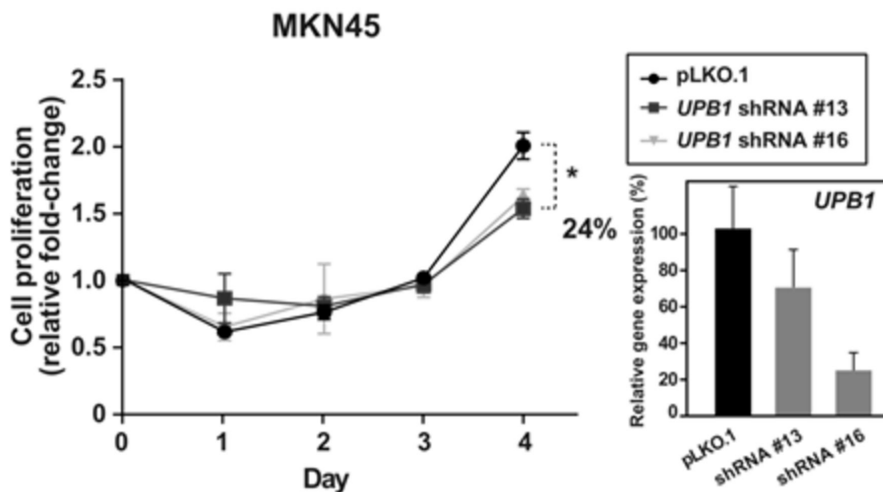 MKN45
Cell proliferation
(relative fold-change)
2.5
2.0
1.5
1.0
0.5
0
0 1 2 3 4
Day
*
24%
pLKO.1
UPB1 shRNA #13
UPB1 shRNA #16
UPB1
Relative gene expression (%)
100
80
60
40
20
0
pLKO.1
shRNA #13
shRNA #16